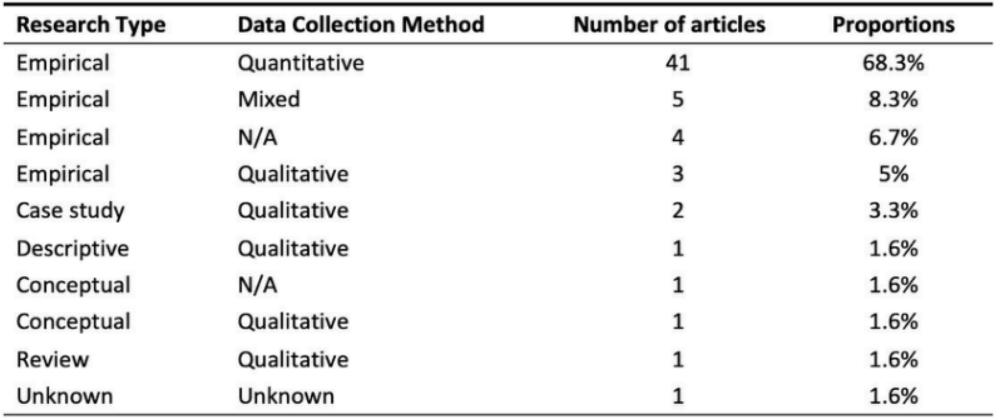 Research Type Data Collection Method Number of articles Proportions
Empirical Quantitative 41 68.3%
Empirical Mixed 5 8.3%
Empirical N/A 4 6.7%
Empirical Qualitative 3 5%
Case study Qualitative 2 3.3%
Descriptive Qualitative 1 1.6%
Conceptual N/A 1 1.6%
Conceptual Qualitative 1 1.6%
Review Qualitative 1 1.6%
Unknown Unknown 1 1.6%